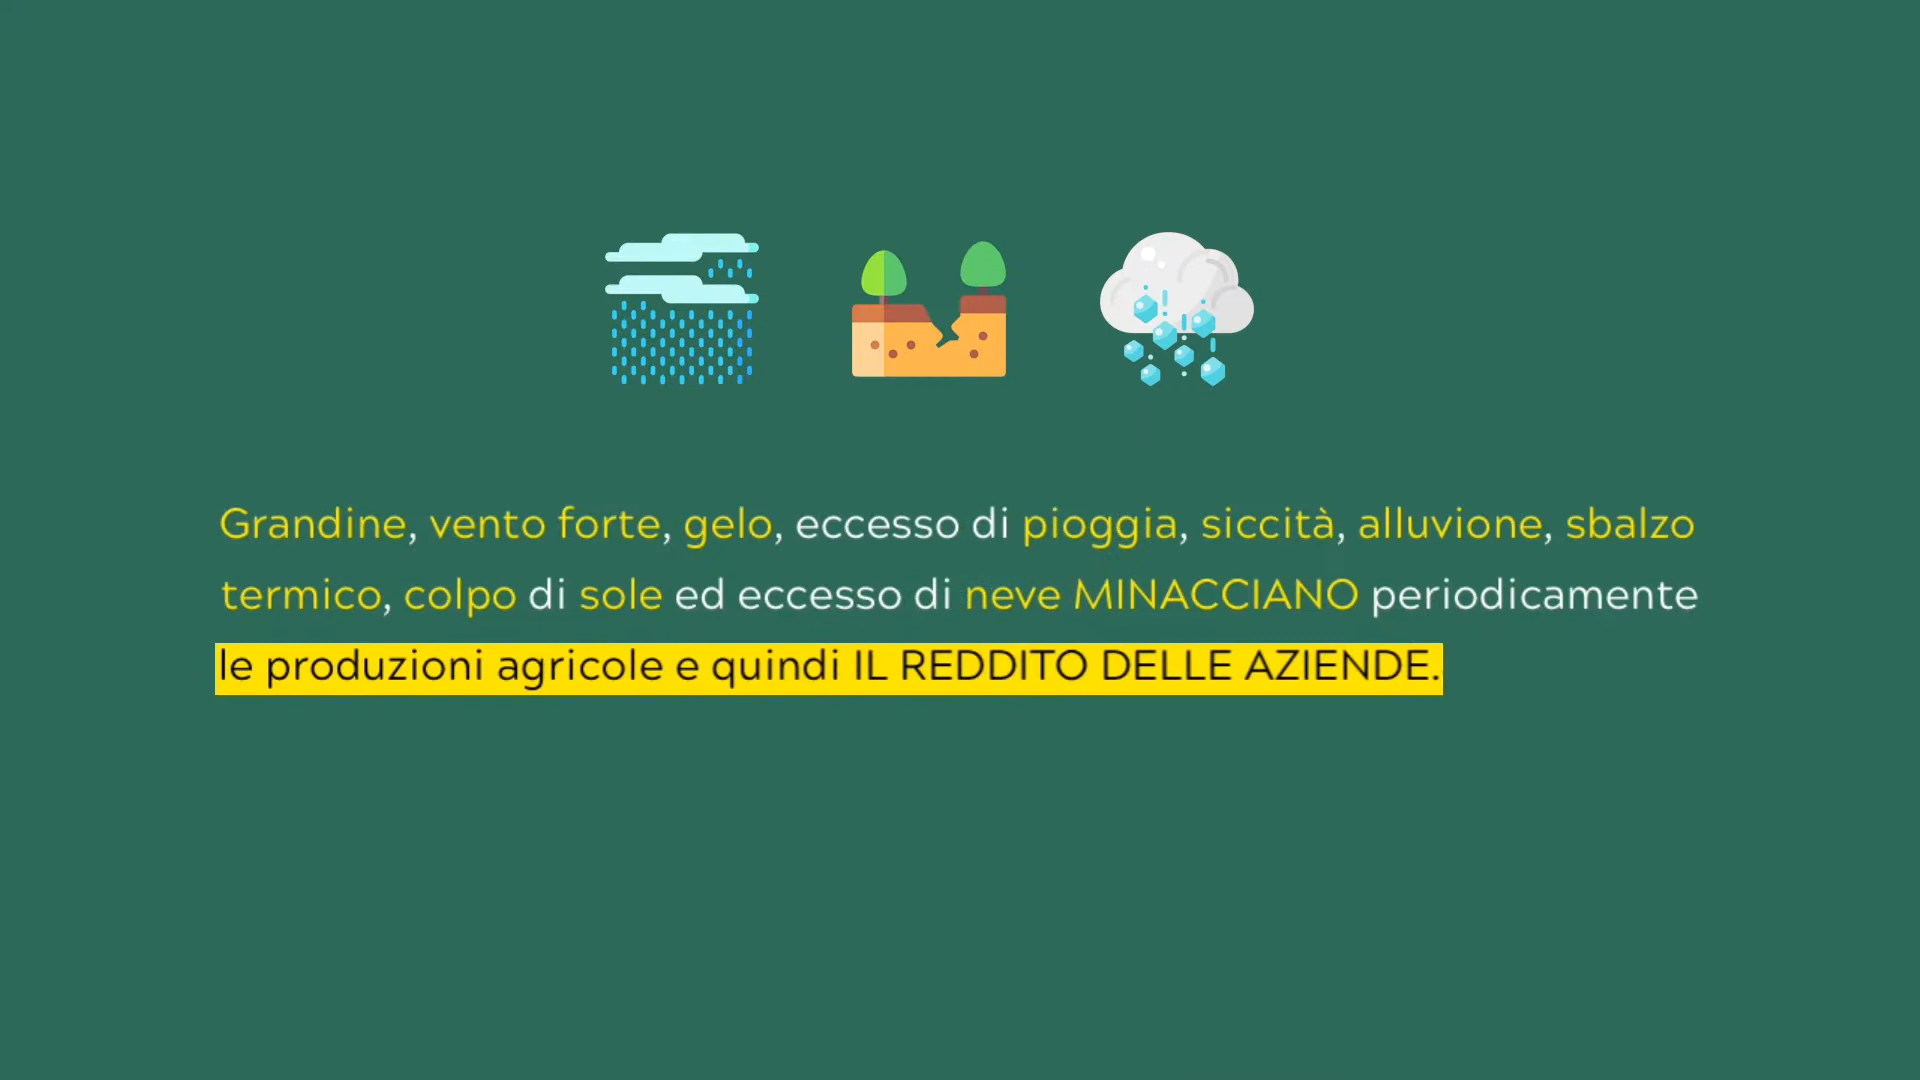 Grandine, vento forte, gelo, eccesso di pioggia, siccità, alluvione, sbalzo
termico, colpo di sole ed eccesso di neve MINACCIANO periodicamente
le produzioni agricole e quindi IL REDDITO DELLE AZIENDE.